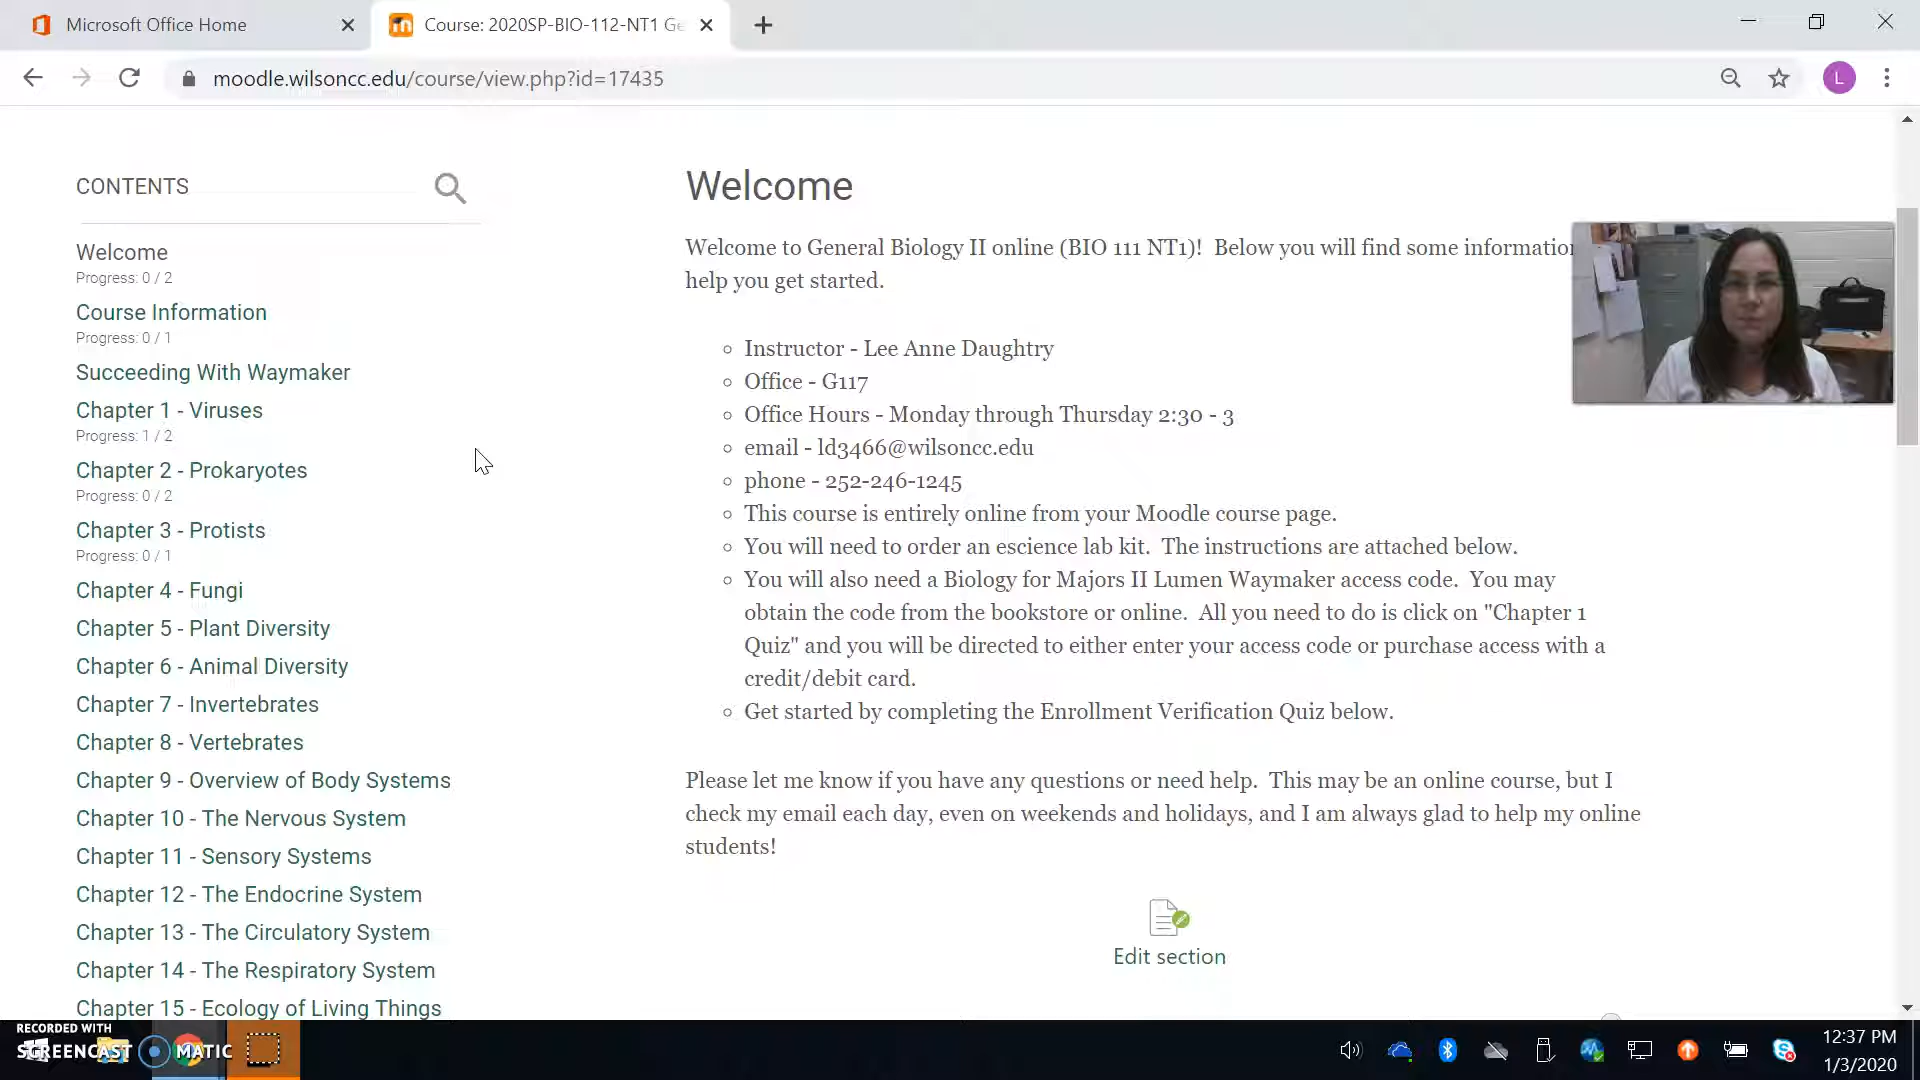 Microsoft Office Home
Course: 2020SP-BIO-112-NT1 Ge
moodle.wilsoncc.edu/course/view.php?id=17435
L
CONTENTS
Welcome
Progress: 0 / 2
Course Information
Progress: 0 / 1
Succeeding With Waymaker
Chapter 1 - Viruses
Progress: 1 / 2
Chapter 2 - Prokaryotes
Progress: 0 / 2
Chapter 3 - Protists
Progress: 0 / 1
Chapter 4 - Fungi
Chapter 5 - Plant Diversity
Chapter 6 - Animal Diversity
Chapter 7 - Invertebrates
Chapter 8 - Vertebrates
Chapter 9 - Overview of Body Systems
Chapter 10 - The Nervous System
Chapter 11 - Sensory Systems
Chapter 12 - The Endocrine System
Chapter 13 - The Circulatory System
Chapter 14 - The Respiratory System
Chapter 15 - Ecology of Living Things
Welcome
Welcome to General Biology II online (BIO 111 NT1)!  Below you will find some information
help you get started.
Instructor - Lee Anne Daughtry
Office - G117
Office Hours - Monday through Thursday 2:30 - 3
email - ld3466@wilsoncc.edu
phone - 252-246-1245
This course is entirely online from your Moodle course page.
You will need to order an escience lab kit.  The instructions are attached below.
You will also need a Biology for Majors II Lumen Waymaker access code.  You may
obtain the code from the bookstore or online.  All you need to do is click on "Chapter 1
Quiz" and you will be directed to either enter your access code or purchase access with a
credit/debit card.
Get started by completing the Enrollment Verification Quiz below.
Please let me know if you have any questions or need help.  This may be an online course, but I
check my email each day, even on weekends and holidays, and I am always glad to help my online
students!
Edit section
RECORDED WITH
SCREENCAST MATIC
12:37 PM
1/3/2020